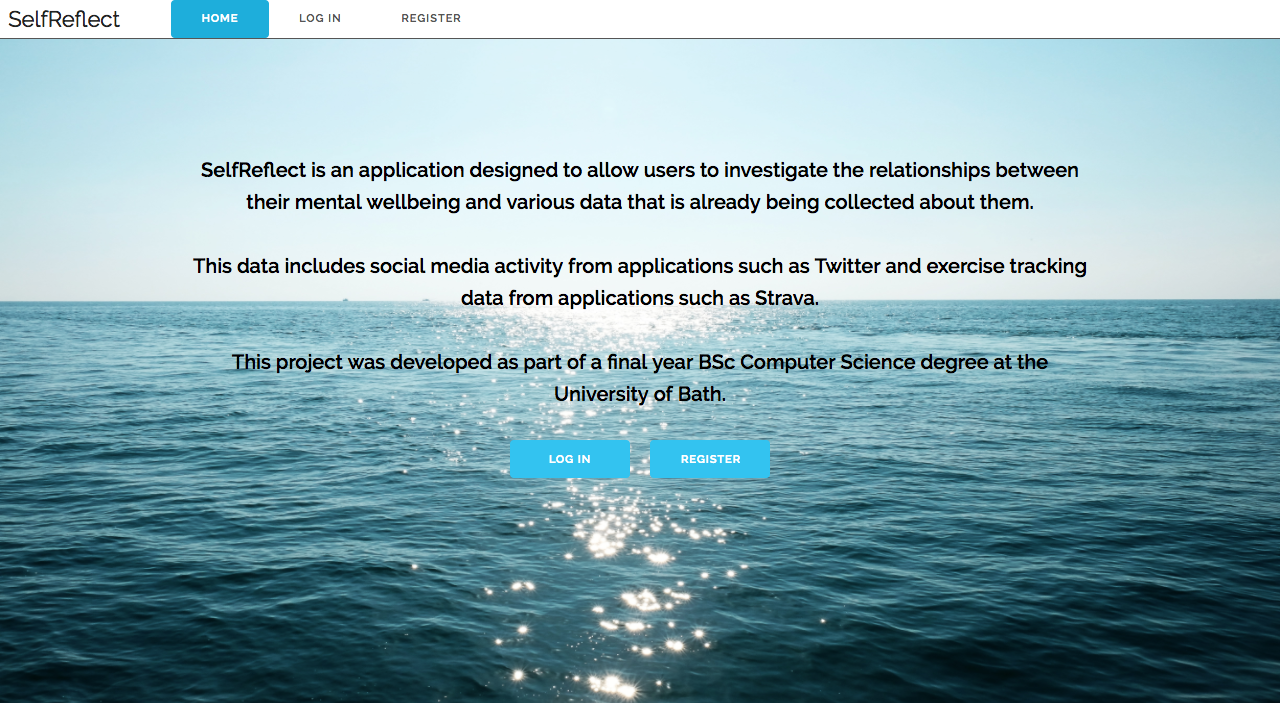 SelfReflect HOME LOG IN REGISTER
SelfReflect is an application designed to allow users to investigate the relationships between
their mental wellbeing and various data that is already being collected about them.
This data includes social media activity from applications such as Twitter and exercise tracking
data from applications such as Strava.
This project was developed as part of a final year BSc Computer Science degree at the
University of Bath.
LOG IN REGISTER